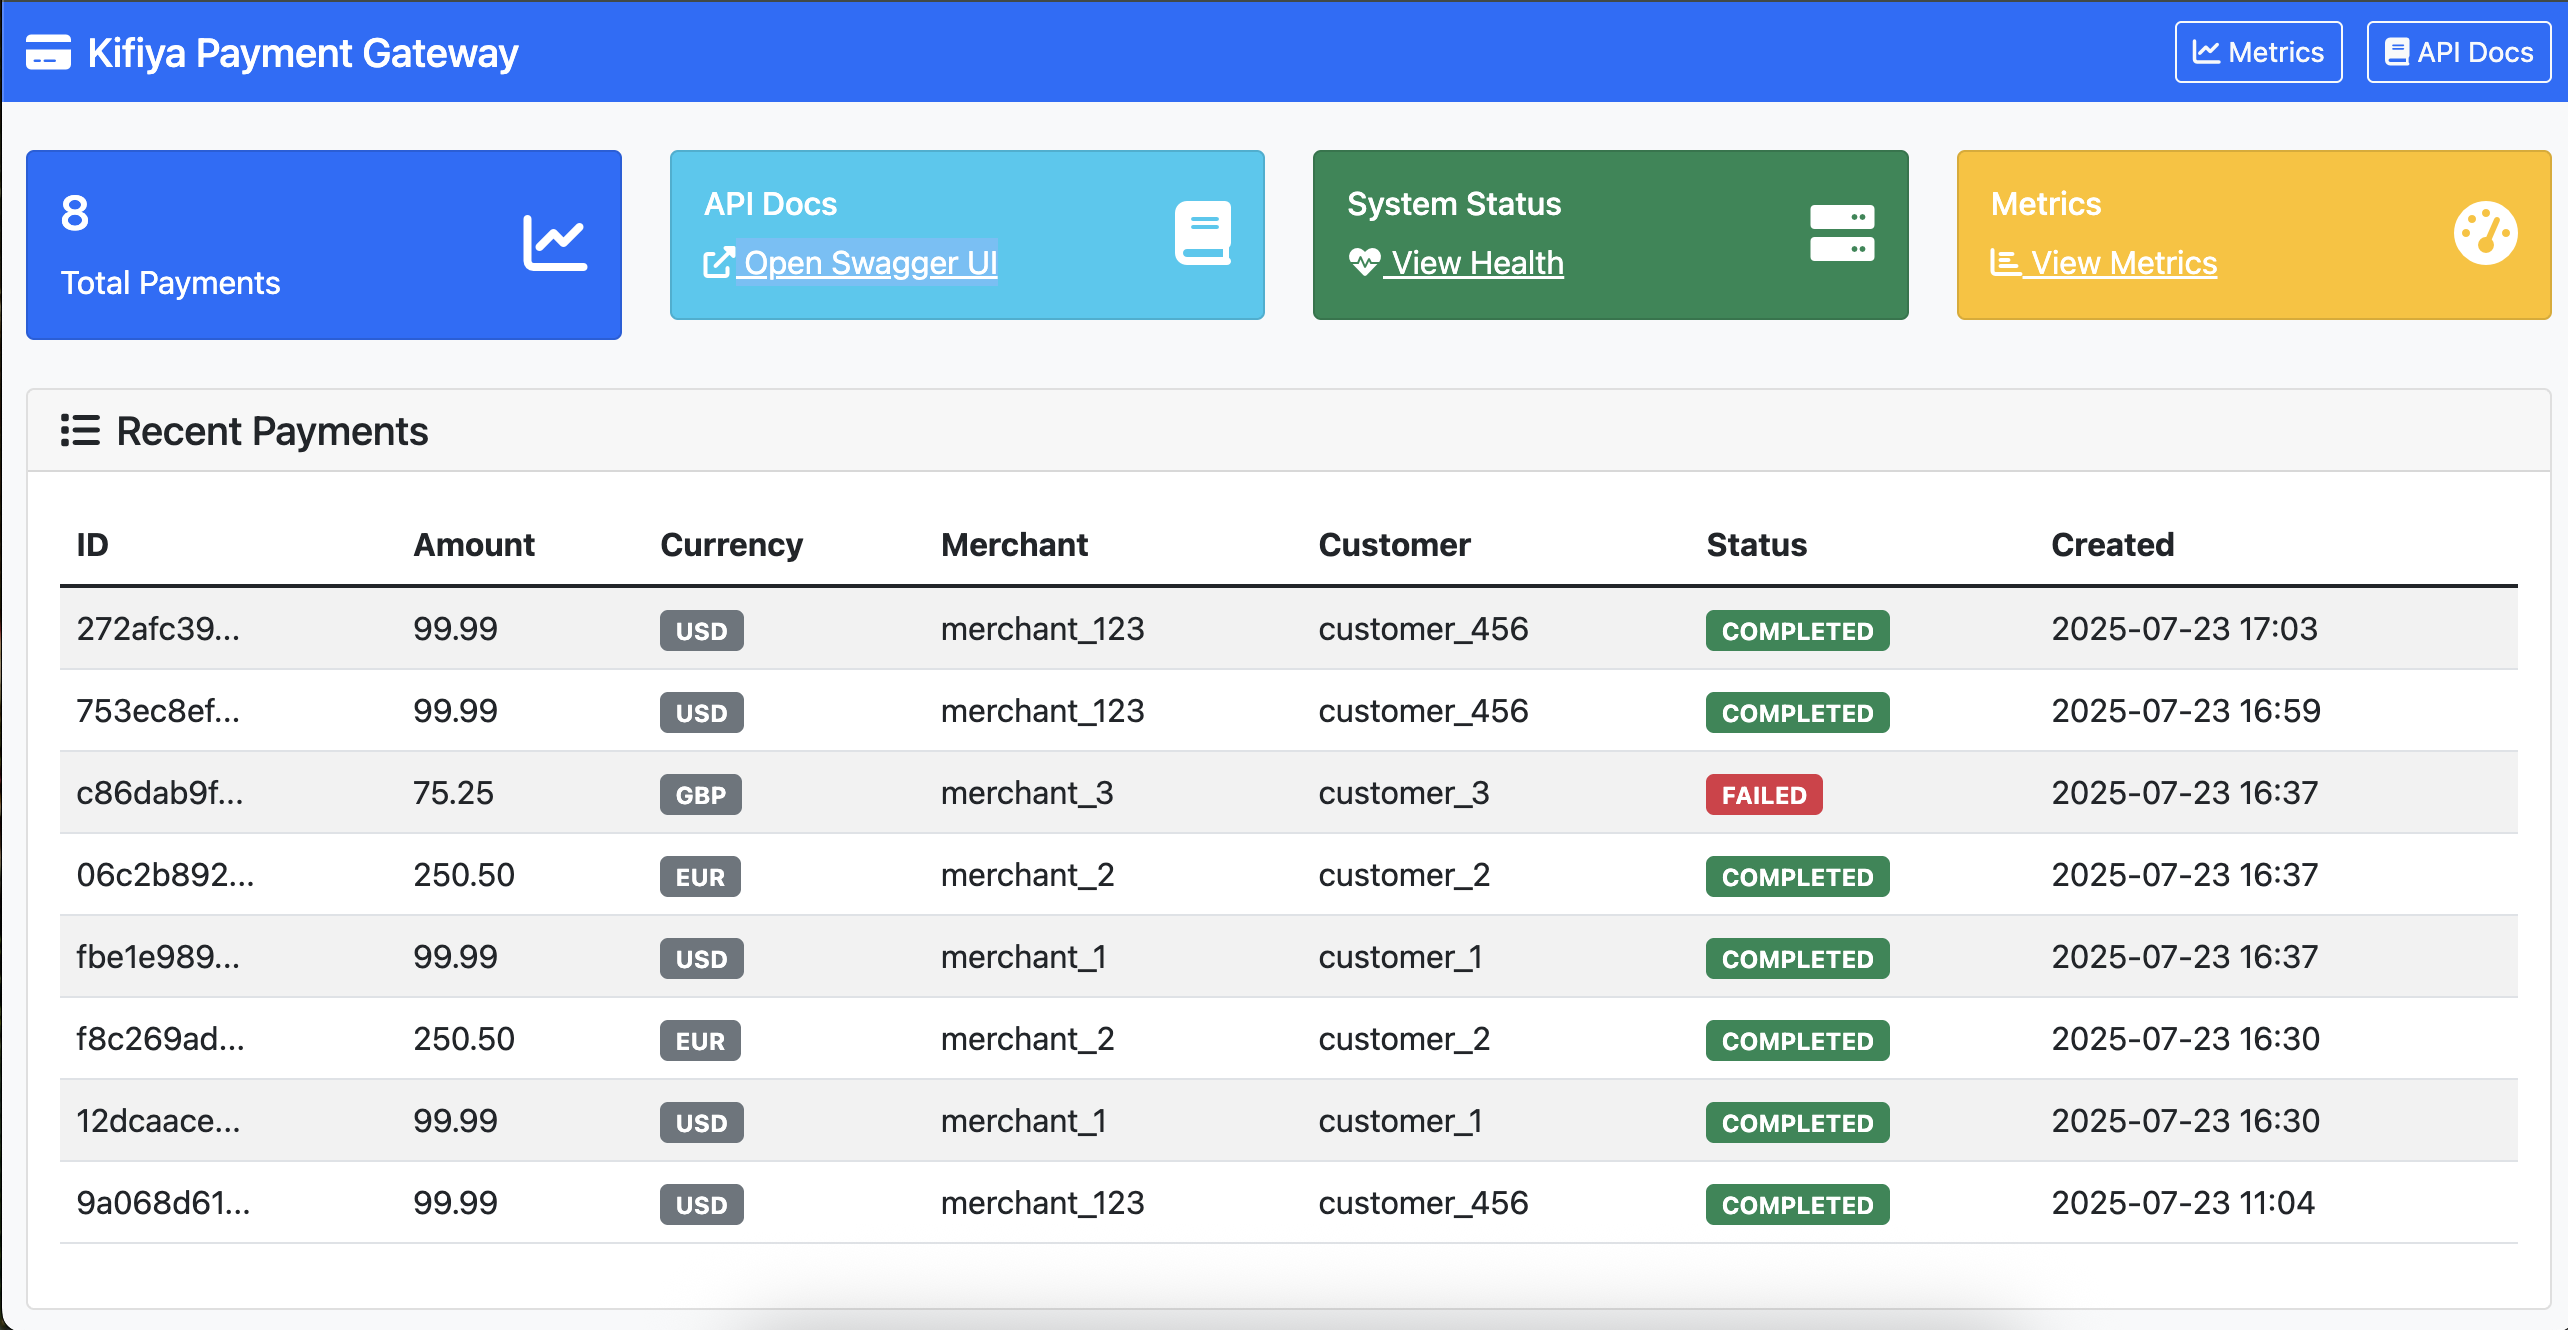 Kifiya Payment Gateway
Metrics
API Docs
8
Total Payments
API Docs
Open Swagger UI
System Status
View Health
Metrics
View Metrics
Recent Payments
ID Amount Currency Merchant Customer Status Created
272afc39... 99.99 USD merchant_123 customer_456 COMPLETED 2025-07-23 17:03
753ec8ef... 99.99 USD merchant_123 customer_456 COMPLETED 2025-07-23 16:59
c86dab9f... 75.25 GBP merchant_3 customer_3 FAILED 2025-07-23 16:37
06c2b892... 250.50 EUR merchant_2 customer_2 COMPLETED 2025-07-23 16:37
fbe1e989... 99.99 USD merchant_1 customer_1 COMPLETED 2025-07-23 16:37
f8c269ad... 250.50 EUR merchant_2 customer_2 COMPLETED 2025-07-23 16:30
12dcaace... 99.99 USD merchant_1 customer_1 COMPLETED 2025-07-23 16:30
9a068d61... 99.99 USD merchant_123 customer_456 COMPLETED 2025-07-23 11:04